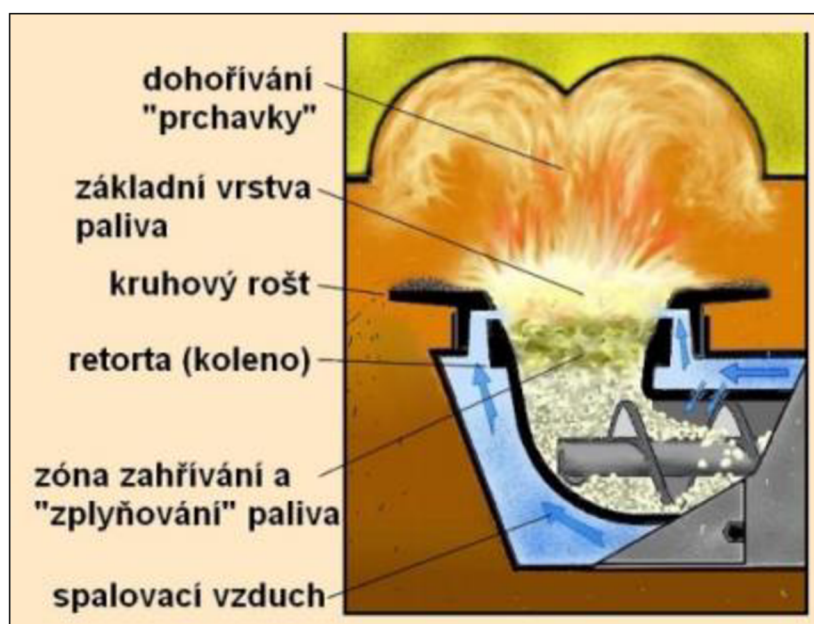 dohořívání
"prchavky"
základní vrstva
paliva
kruhový rošt
retorta (koleno)
zóna zahřívání a
"zplyňování" paliva
spalovací vzduch